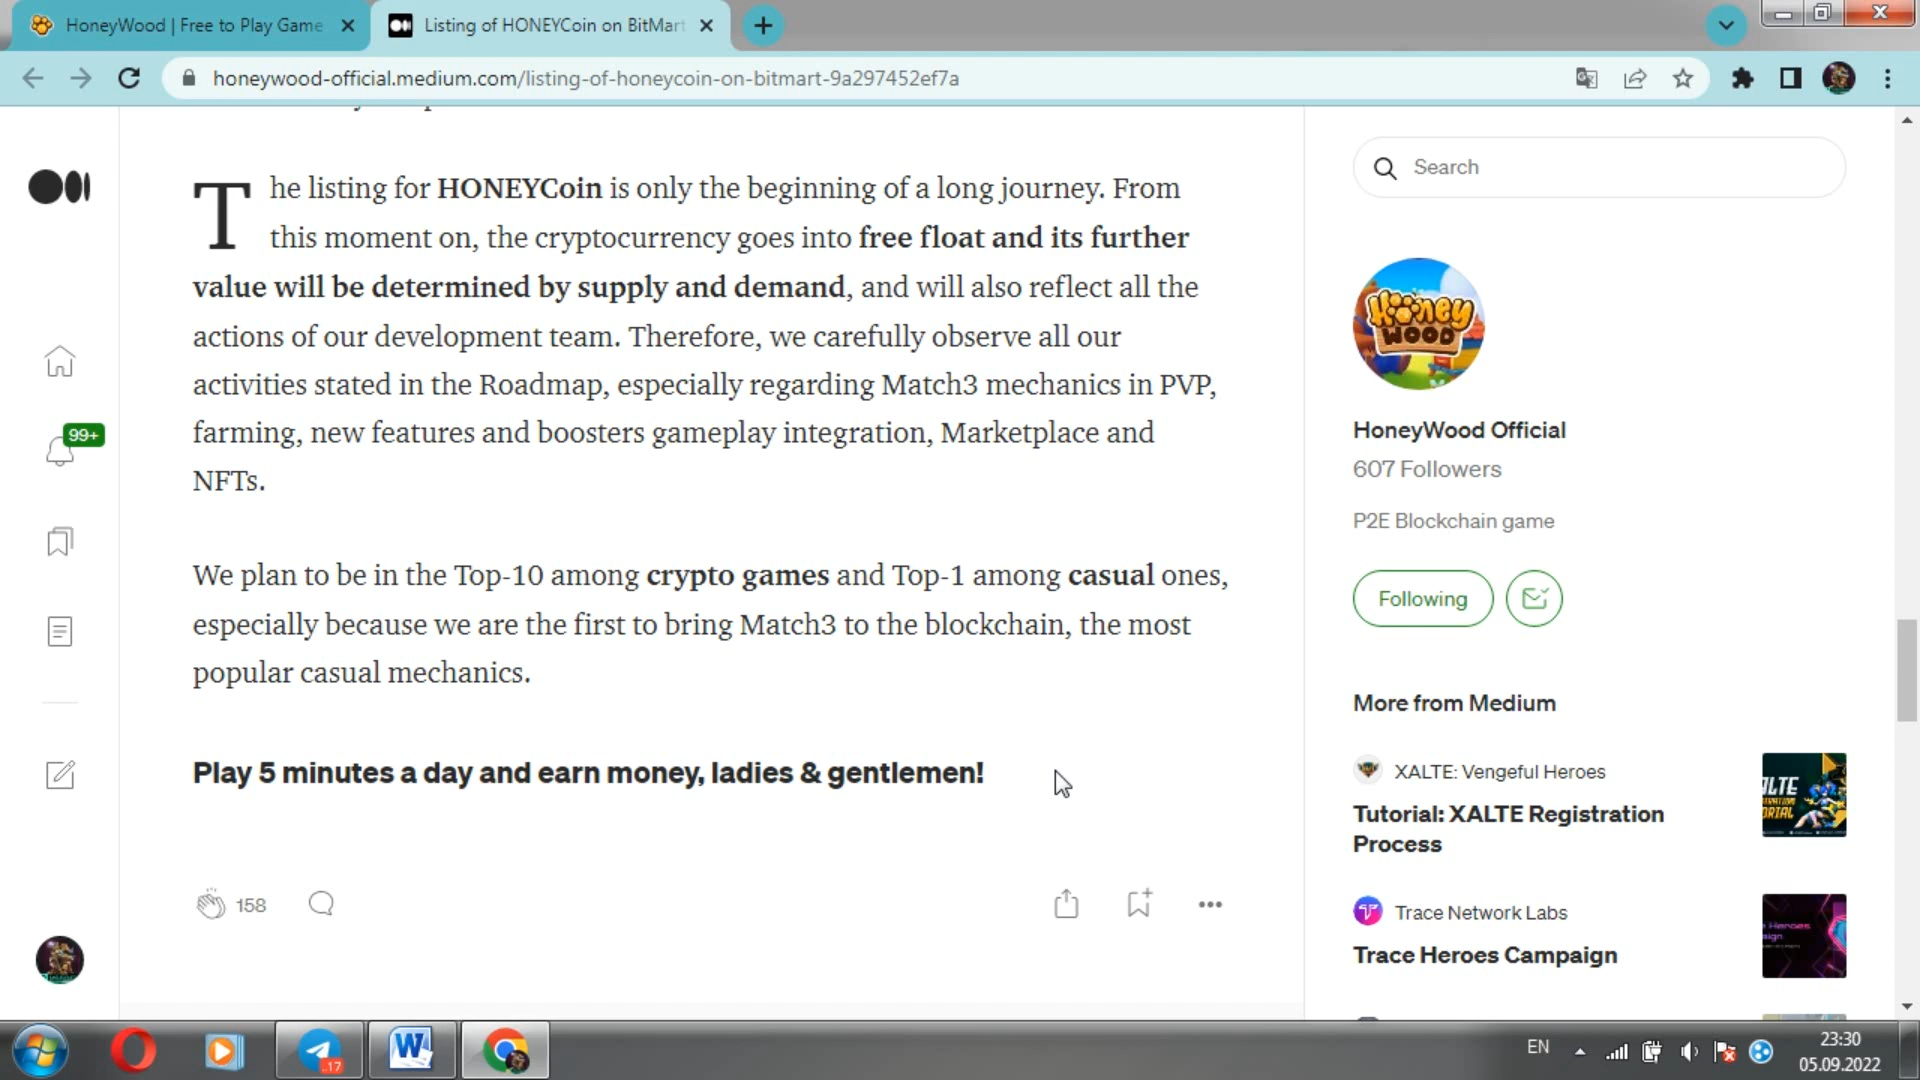 HoneyWood | Free to Play Game
Listing of HONEYCoin on BitMart
honeywood-official.medium.com/listing-of-honeycoin-on-bitmart-9a297452ef7a
The listing for HONEYCoin is only the beginning of a long journey. From
this moment on, the cryptocurrency goes into free float and its further
value will be determined by supply and demand, and will also reflect all the
actions of our development team. Therefore, we carefully observe all our
activities stated in the Roadmap, especially regarding Match3 mechanics in PVP,
farming, new features and boosters gameplay integration, Marketplace and
NFTs.
We plan to be in the Top-10 among crypto games and Top-1 among casual ones,
especially because we are the first to bring Match3 to the blockchain, the most
popular casual mechanics.
Play 5 minutes a day and earn money, ladies & gentlemen!
158
99+
Search
Honey
WOOD
HoneyWood Official
607 Followers
P2E Blockchain game
Following
More from Medium
XALTE: Vengeful Heroes
Tutorial: XALTE Registration
Process
Trace Network Labs
Trace Heroes Campaign
..17
W
EN
23:30
05.09.2022